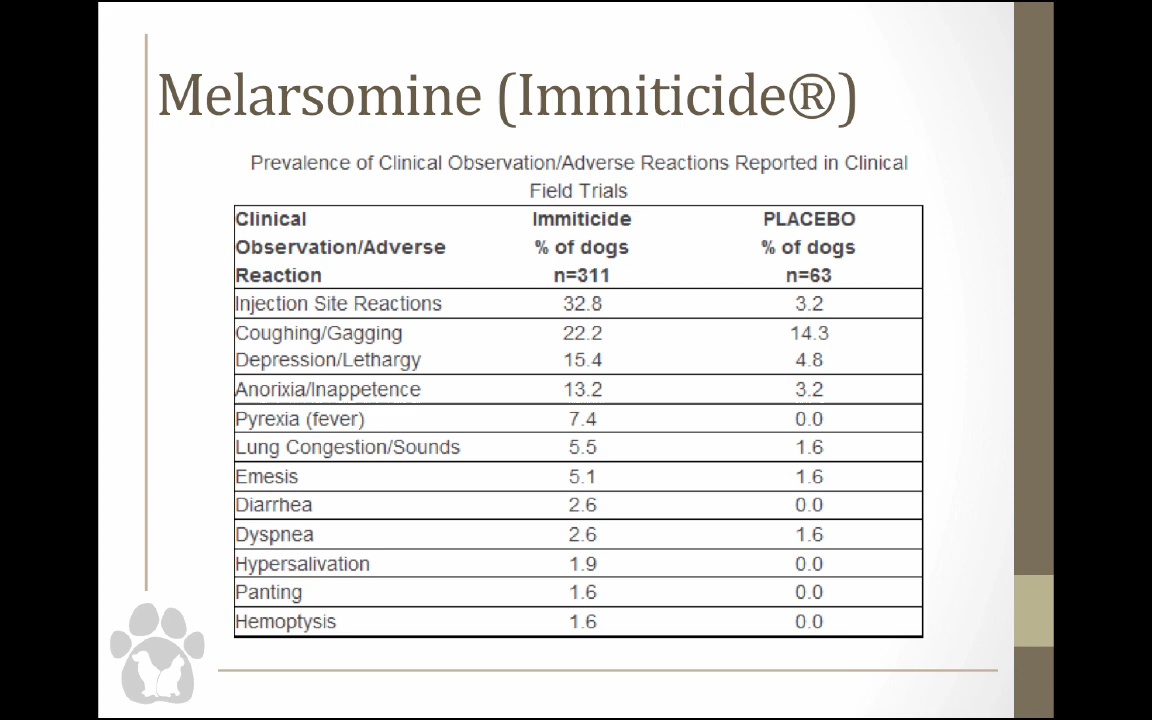 Melarsomine (Immiticide®)
Prevalence of Clinical Observation/Adverse Reactions Reported in Clinical
Field Trials
Clinical Immiticide PLACEBO
Observation/Adverse % of dogs % of dogs
Reaction n=311 n=63
Injection Site Reactions 32.8 3.2
Coughing/Gagging 22.2 14.3
Depression/Lethargy 15.4 4.8
Anorixia/Inappetence 13.2 3.2
Pyrexia (fever) 7.4 0.0
Lung Congestion/Sounds 5.5 1.6
Emesis 5.1 1.6
Diarrhea 2.6 0.0
Dyspnea 2.6 1.6
Hypersalivation 1.9 0.0
Panting 1.6 0.0
Hemoptysis 1.6 0.0